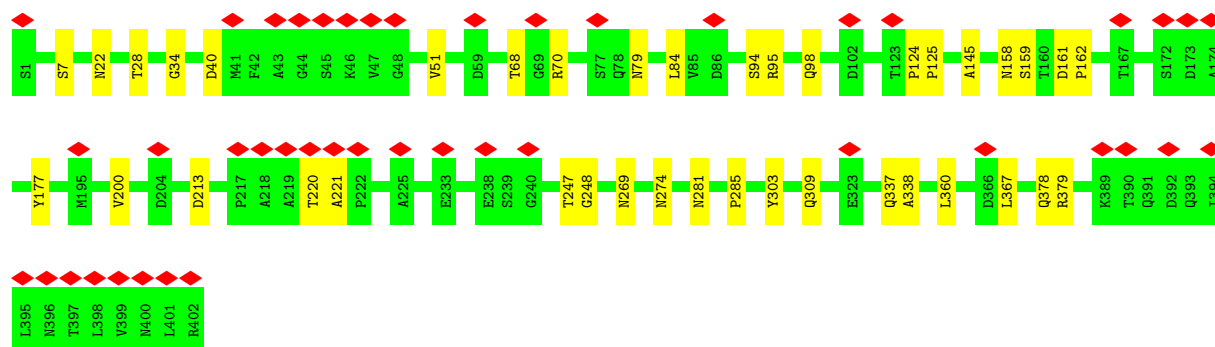 S1 S7 N22 T28 G34 D40 M41 F42 A43 G44 S45 K46 V47 G48 V51 D59 T68 G69 R70 S77 Q78 N79 L84 V85 D86 S94 R95 Q98 D102 T123 P124 P125 A145 N158 S159 T160 D161 P162 T167 S172 D173 A174
Y177 M195 V200 D204 D213 P217 A218 A219 T220 A221 P222 A225 E233 E238 S239 G240 T247 G248 N269 N274 N281 P285 Y303 Q309 E323 Q337 A338 L360 D366 L367 Q378 R379 K389 T390 Q391 D392 Q393 I394
L395 N396 T397 L398 V399 N400 L401 R402